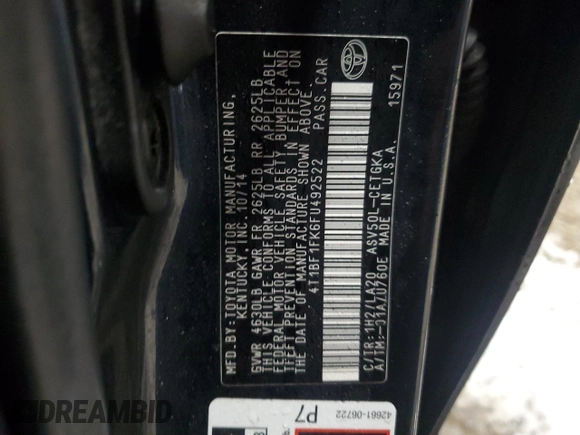 MFD.BY: TOYOTA MOTOR MANUFACTURING,
KENTUCKY, INC. 10/14
GVWR 4630LB GAWR FR 2625LB RR 2625LB
THIS VEHICLE CONFORMS TO ALL APPLICABLE
FEDERAL MOTOR VEHICLE SAFETY, BUMPER, AND
THEFT PREVENTION STANDARDS IN EFFECT ON
THE DATE OF MANUFACTURE SHOWN ABOVE.
4T1BF1FK6FU492522 PASS.CAR
C/TR:1H2/LA20 ASV50L-CETGKA
A/TM:-01A/U760E MADE IN U.S.A.
15971
42661-06722
P7
DREAMBID